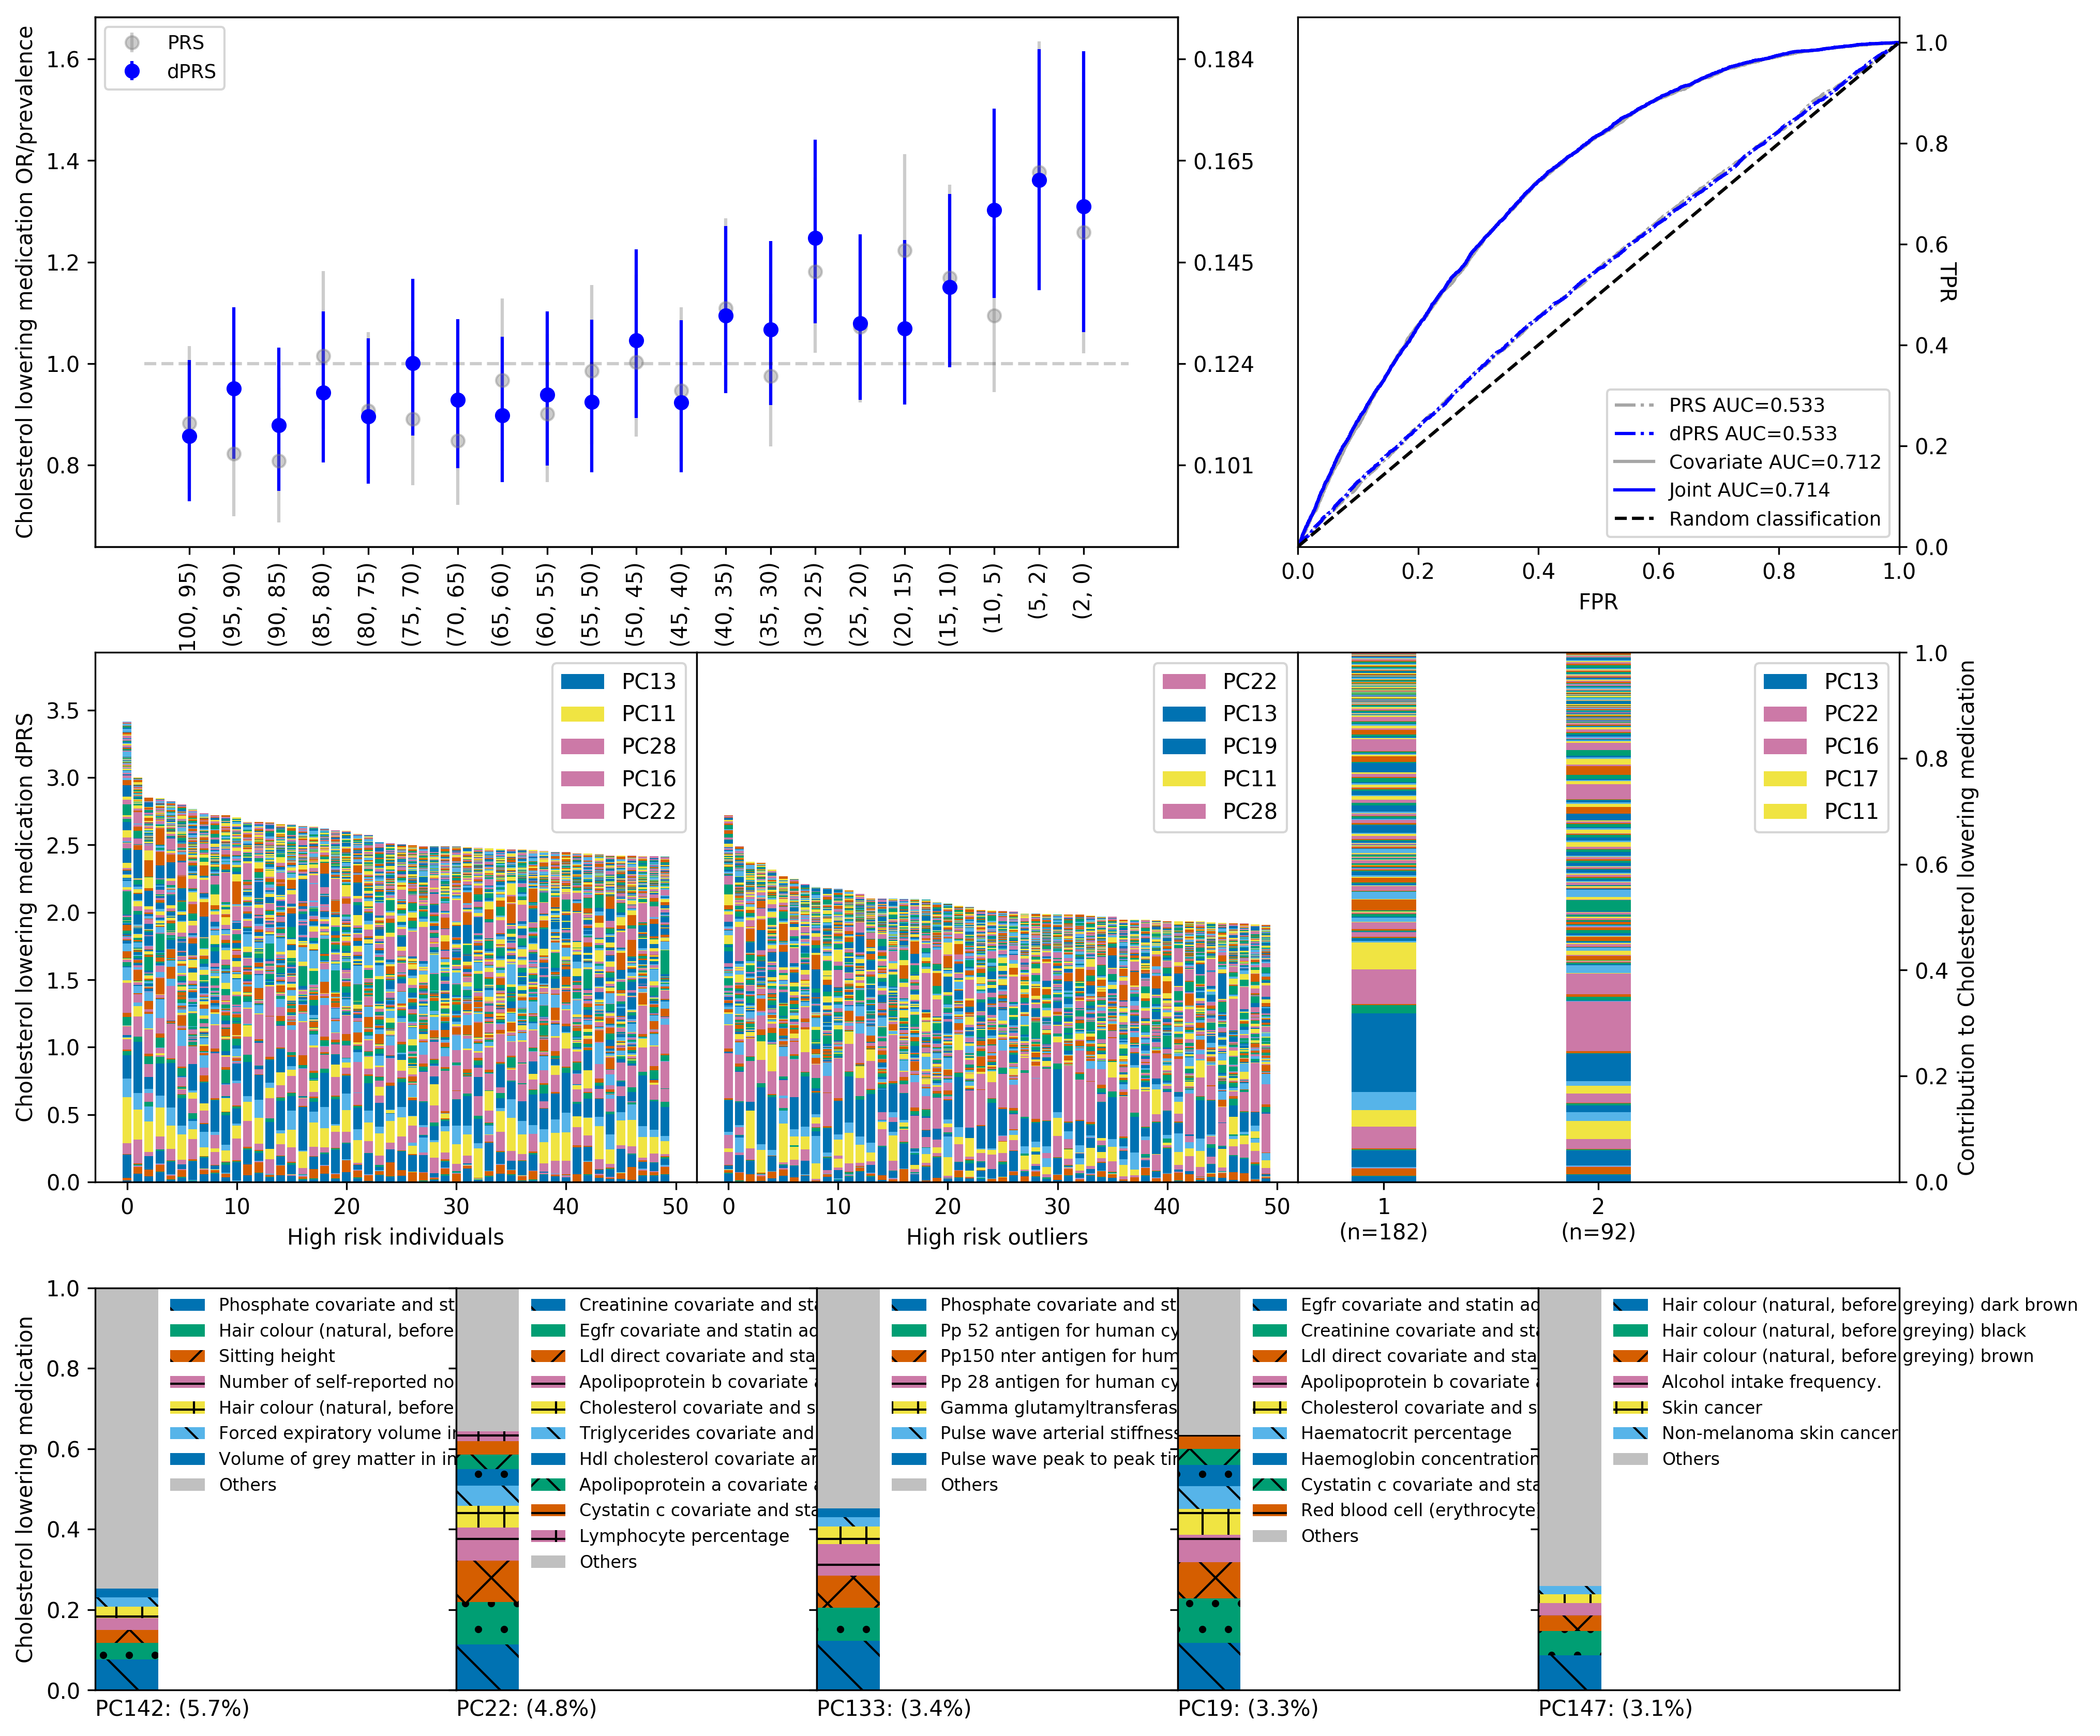 Cholesterol lowering medication OR/prevalence
1.6
1.4
1.2
1.0
0.8
PRS
dPRS
0.184
0.165
0.145
0.124
0.101
100, 95)
(95, 90)
(90, 85)
(85, 80)
(80, 75)
(75, 70)
(70, 65)
(65, 60)
(60, 55)
(55, 50)
(50, 45)
(45, 40)
(40, 35)
(35, 30)
(30, 25)
(25, 20)
(20, 15)
(15, 10)
(10, 5)
(5, 2)
(2, 0)
PRS AUC=0.533
dPRS AUC=0.533
Covariate AUC=0.712
Joint AUC=0.714
Random classification
1.0
0.8
0.6
0.4
0.2
0.0
TPR
0.0 0.2 0.4 0.6 0.8 1.0
FPR
Cholesterol lowering medication dPRS
3.5
3.0
2.5
2.0
1.5
1.0
0.5
0.0
PC13
PC11
PC28
PC16
PC22
0 10 20 30 40 50
High risk individuals
PC22
PC13
PC19
PC11
PC28
0 10 20 30 40 50
High risk outliers
PC13
PC22
PC16
PC17
PC11
1
(n=182)
2
(n=92)
1.0
0.8
0.6
0.4
0.2
0.0
Contribution to Cholesterol lowering medication
Cholesterol lowering medication
1.0
0.8
0.6
0.4
0.2
0.0
Phosphate covariate and st
Hair colour (natural, before
Sitting height
Number of self-reported no
Hair colour (natural, before
Forced expiratory volume in
Volume of grey matter in in
Others
PC142: (5.7%)
Creatinine covariate and sta
Egfr covariate and statin ad
Ldl direct covariate and sta
Apolipoprotein b covariate a
Cholesterol covariate and s
Triglycerides covariate and
Hdl cholesterol covariate an
Apolipoprotein a covariate a
Cystatin c covariate and sta
Lymphocyte percentage
Others
PC22: (4.8%)
Phosphate covariate and st
Pp 52 antigen for human cy
Pp150 nter antigen for hum
Pp 28 antigen for human cy
Gamma glutamyltransferas
Pulse wave arterial stiffness
Pulse wave peak to peak tin
Others
PC133: (3.4%)
Egfr covariate and statin ad
Creatinine covariate and sta
Ldl direct covariate and sta
Apolipoprotein b covariate a
Cholesterol covariate and s
Haematocrit percentage
Haemoglobin concentration
Cystatin c covariate and sta
Red blood cell (erythrocyte
Others
PC19: (3.3%)
Hair colour (natural, before greying) dark brown
Hair colour (natural, before greying) black
Hair colour (natural, before greying) brown
Alcohol intake frequency.
Skin cancer
Non-melanoma skin cancer
Others
PC147: (3.1%)